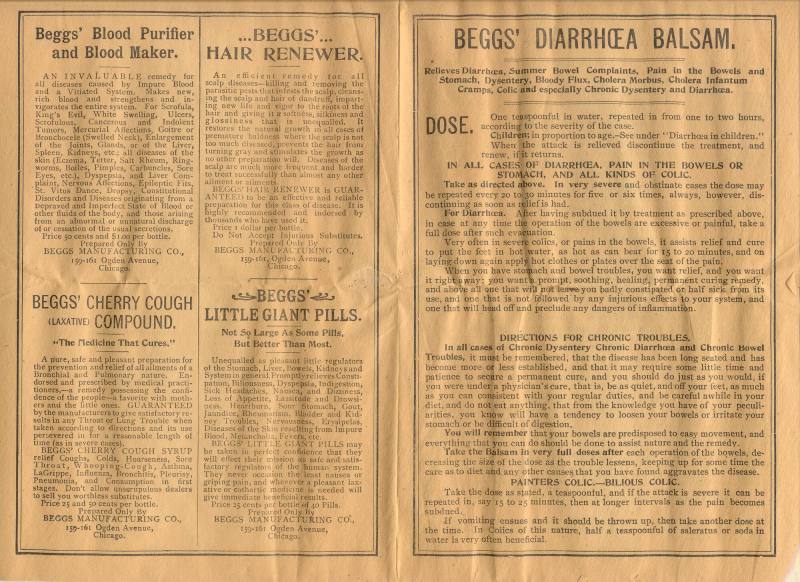 Beggs' Blood Purifier
and Blood Maker.
AN INVALUABLE remedy for
all diseases caused by Impure Blood
and a Vitiated System. Makes new,
rich blood and strengthens and in-
vigorates the entire system. For Scrofula,
King's Evil, White Swelling, Ulcers,
Scrofulous, Cancerous and Indolent
Tumors, Mercurial Affections, Goitre or
Bronchocele (Swelled Neck), Enlargement
of the Joints, Glands, or of the Liver,
Spleen, Kidneys, etc.; all diseases of the
skin (Eczema, Tetter, Salt Rheum, Ring-
worms, Boiles, Pimples, Carbuncles, Sore
Eyes, etc.), Dyspepsia, and Liver Com-
plaint, Nervous Affections, Epileptic Fits,
St. Vitus Dance, Dropsy, Constitutional
Disorders and Diseases originating from a
Depraved and Imperfect State of Blood or
other fluids of the body, and those arising
from an abnormal or unnatural discharge
of or cessation of the usual secretions.
Price 50 cents and $1.00 per bottle.
Prepared Only By
BEGGS MANUFACTURING CO.,
159-161 Ogden Avenue,
Chicago.
BEGGS' CHERRY COUGH
(LAXATIVE) COMPOUND.
"The Medicine That Cures."
A pure, safe and pleasant preparation for
the prevention and relief of all ailments of a
Bronchial and Pulmonary nature. En-
dorsed and prescribed by medical practi-
tioners,—a remedy possessing the confi-
dence of the people—a favorite with moth-
ers and the little ones. GUARANTEED
by the manufacturers to give satisfactory re-
sults in any Throat or Lung Trouble when
taken according to directions and its use
persevered in for a reasonable length of
time (as in severe cases).
BEGGS' CHERRY COUGH SYRUP
relief Coughs, Colds, Hoarseness, Sore
Throat, Whooping-Cough, Asthma,
LaGrippe, Influenza, Bronchitis, Pleurisy,
Pneumonia, and Consumption in first
stages. Don't allow unscrupulous dealers
to sell you worthless substitutes.
Price 25 and 50 cents per bottle.
Prepared Only By
BEGGS MANUFACTURING CO.,
159-161 Ogden Avenue,
Chicago.
...BEGGS'...
HAIR RENEWER.
An efficient remedy for all
scalp diseases—killing and removing the
parasitic pests that infest the scalp, cleans-
ing the scalp and hair of dandruff, impart-
ing new life and vigor to the roots of the
hair and giving it a softness, silkness and
glossiness that is unequalled. It
restores the natural growth in all cases of
premature baldness where the scalp is not
too much diseased, prevents the hair from
turning gray and stimulates the growth as
no other preparation will. Diseases of the
scalp are much more frequent and harder
to treat successfully than almost any other
ailment or ailments.
BEGGS' HAIR RENEWER is GUAR-
ANTEED to be an effective and reliable
preparation for this class of diseases. It is
highly recommended and indorsed by
thousands who have used it.
Price 1 dollar per bottle.
Do Not Accept Injurious Substitutes.
Prepared Only By
BEGGS MANUFACTURING CO.,
159-161, Ogden Avenue,
Chicago.
BEGGS'
LITTLE GIANT PILLS.
Not So Large As Some Pills,
But Better Than Most.
Unequaled as pleasant little regulators
of the Stomach, Liver, Bowels, Kidneys and
System in general Promptly relieves Consti-
pation, Biliousness, Dyspepsia, Indigestion,
Sick Headaches, Nausea, and Dizziness,
Loss of Appetite, Lassitude and Drowsi-
ness, Heartburn, Sour Stomach, Gout,
Jaundice, Rheumatism, Bladder and Kid-
ney Troubles, Nervousness, Erysipelas,
Diseases of the Skin resulting from Impure
Blood, Melancholia, Fevers, etc.
BEGGS' LITTLE GIANT PILLS may
be taken in perfect confidence that they
will effect their mission as safe and satis-
factory regulators of the human system.
They never occasion the least nausea or
griping pain, and wherever a pleasant lax-
ative or cathartic medicine is needed will
give immediate beneficial results.
Price 25 cents per bottle of 40 Pills.
Prepared Only By
BEGGS MANUFACTURING CO.,
159-161 Ogden Avenue,
Chicago.
BEGGS' DIARRHŒA BALSAM.
Relieves Diarrhœa, Summer Bowel Complaints, Pain in the Bowels and
Stomach, Dysentery, Bloody Flux, Cholera Morbus, Cholera Infantum
Cramps, Colic and especially Chronic Dysentery and Diarrhœa.
DOSE. One teaspoonful in water, repeated in from one to two hours,
according to the severity of the case.
Children: in proportion to age.—See under "Diarrhœa in children."
When the attack is relieved discontinue the treatment, and
renew, if it returns.
IN ALL CASES OF DIARRHŒA, PAIN IN THE BOWELS OR
STOMACH, AND ALL KINDS OF COLIC.
Take as directed above. In very severe and obstinate cases the dose may
be repeated every 20 to 30 minutes for five or six times, always, however, dis-
continuing as soon as relief is had.
For Diarrhœa. After having subdued it by treatment as prescribed above,
in case at any time the operation of the bowels are excessive or painful, take a
full dose after such evacuation.
Very often in severe colics, or pains in the bowels, it assists relief and cure
to put the feet in hot water, as hot as can bear for 15 to 20 minutes, and on
laying down again apply hot clothes or plates over the seat of the pain.
When you have stomach and bowel troubles, you want relief, and you want
it right away; you want a prompt, soothing, healing, permanent curing remedy,
and above all one that will not leave you badly constipated or half sick from its
use, and one that is not followed by any injurious effects to your system, and
one that will head off and preclude any dangers of inflammation.
DIRECTIONS FOR CHRONIC TROUBLES.
In all cases of Chronic Dysentery Chronic Diarrhœa and Chronic Bowel
Troubles, it must be remembered, that the disease has been long seated and has
become more or less established, and that it may require some little time and
patience to secure a permanent cure, and you should do just as you would, if
you were under a physician's care, that is, be as quiet, and off your feet, as much
as you can consistent with your regular duties, and be careful awhile in your
diet, and do not eat anything, that from the knowledge you have of your peculi-
arities, you know will have a tendency to loosen your bowels or irritate your
stomach or be difficult of digestion.
You will remember that your bowels are predisposed to easy movement, and
everything that you can do should be done to assist nature and the remedy.
Take the Balsam in very full doses after each operation of the bowels, de-
creasing the size of the dose as the trouble lessens, keeping up for some time the
care as to diet and any other causes that you have found aggravates the disease.
PAINTERS COLIC.—BILIOUS COLIC.
Take the dose as stated, a teaspoonful, and if the attack is severe it can be
repeated in, say 15 to 25 minutes, then at longer intervals as the pain becomes
subdued.
If vomiting ensues and it should be thrown up, then take another dose at
the time. In Colics of this nature, half a teaspoonful of saleratus or soda in
water is very often beneficial.